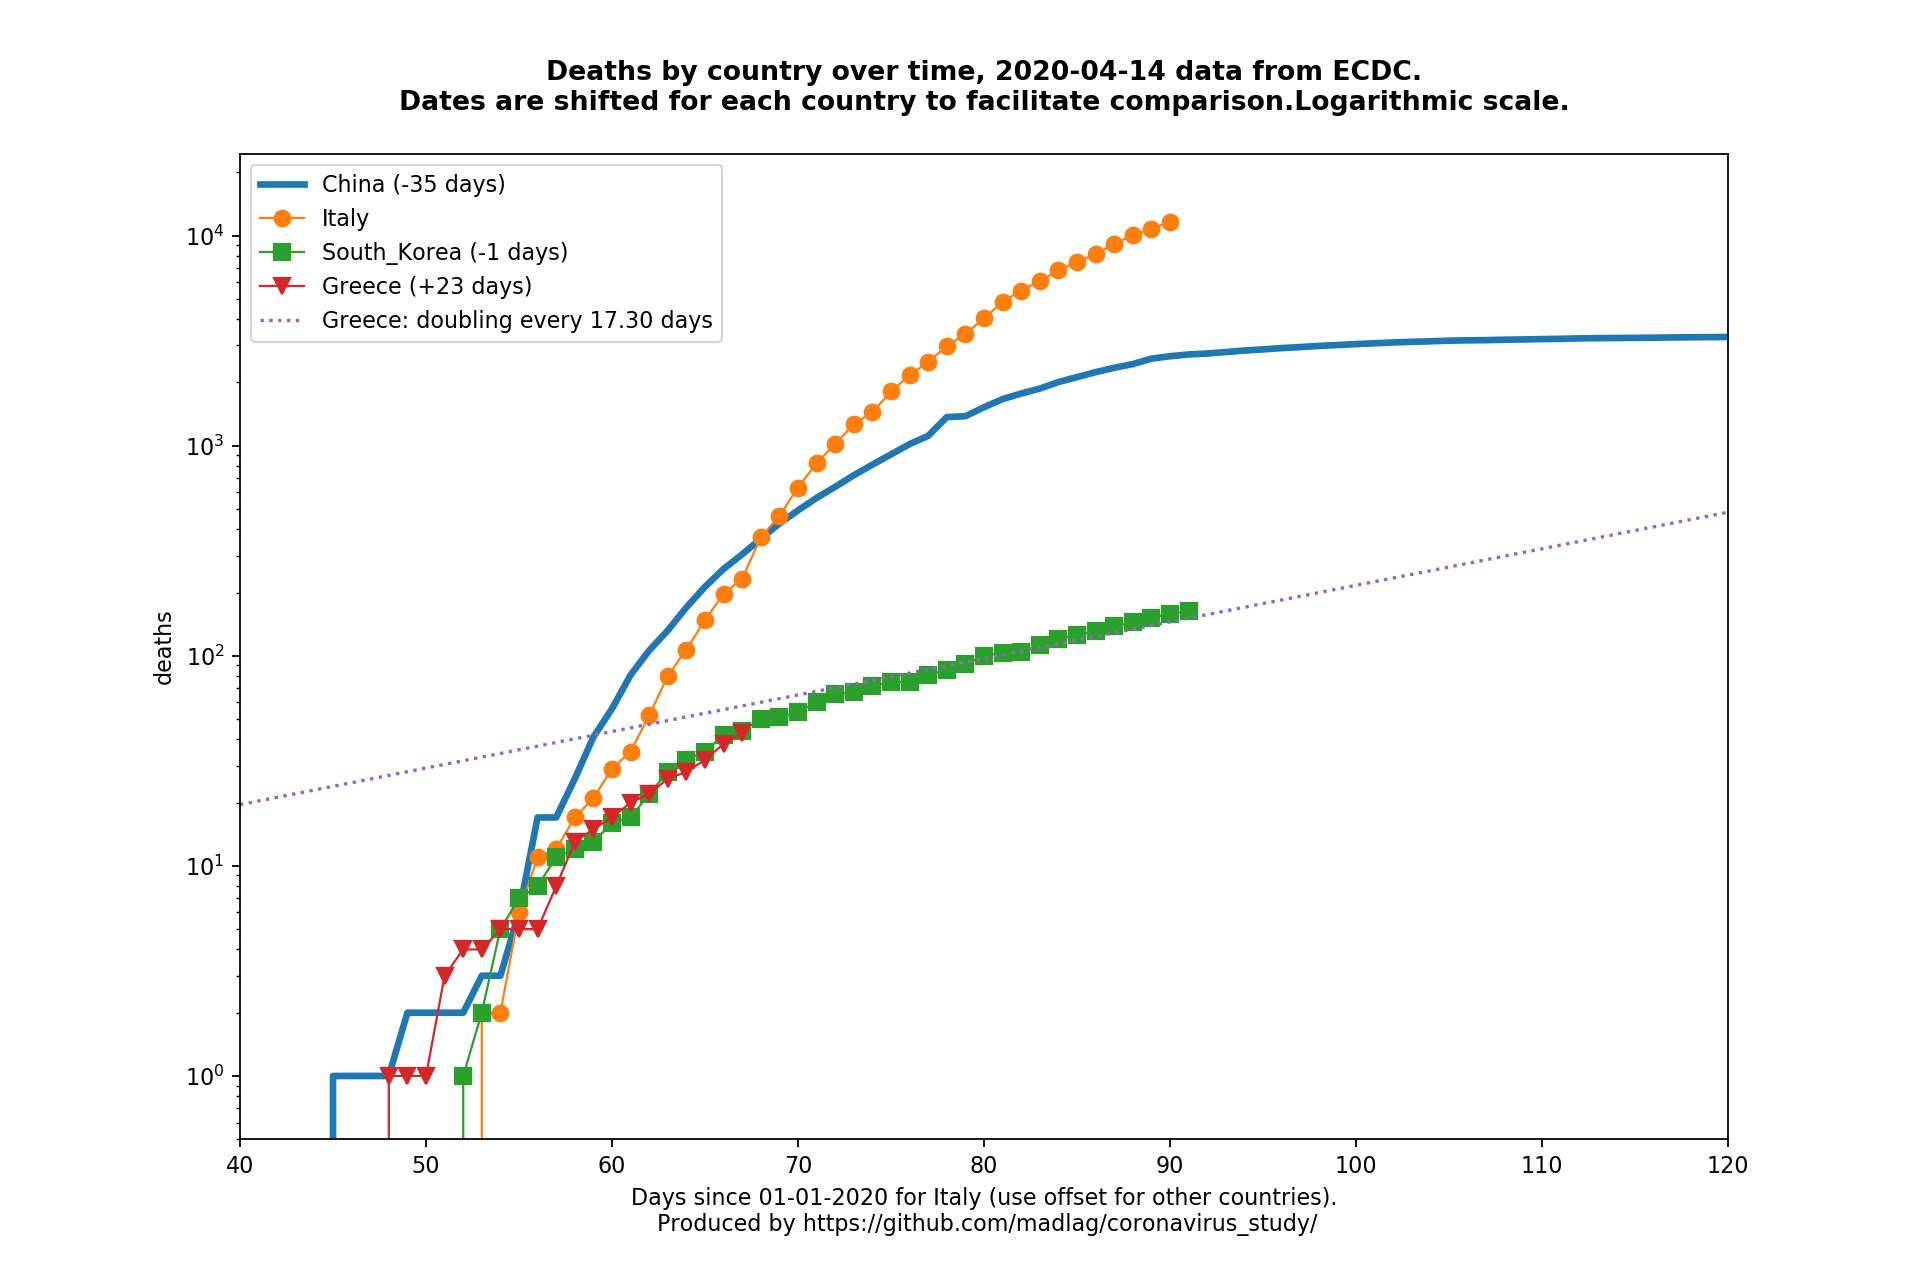 Deaths by country over time, 2020-04-14 data from ECDC.
Dates are shifted for each country to facilitate comparison.Logarithmic scale.
China (-35 days)
Italy
South_Korea (-1 days)
Greece (+23 days)
Greece: doubling every 17.30 days
deaths
10⁴
10³
10²
10¹
10⁰
40 50 60 70 80 90 100 110 120
Days since 01-01-2020 for Italy (use offset for other countries).
Produced by https://github.com/madlag/coronavirus_study/